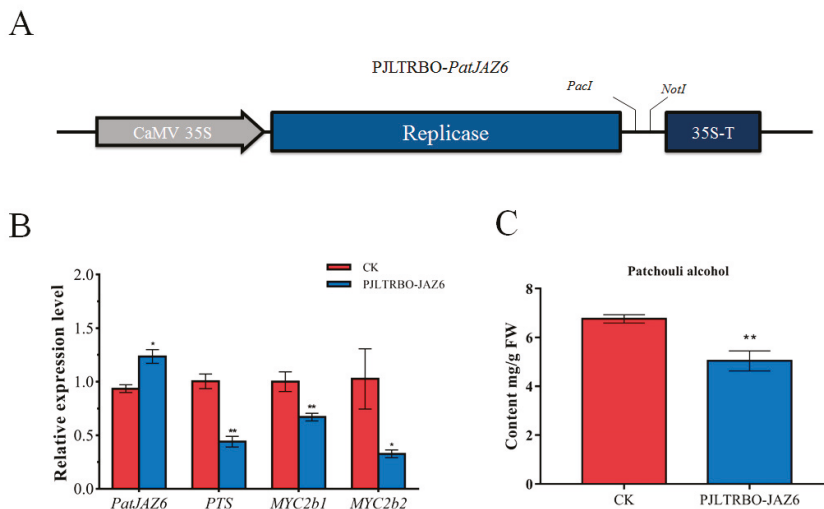 A
PJLTRBO-PatJAZ6
PacI
NotI
CaMV 35S
Replicase
35S-T
B
CK
PJLTRBO-JAZ6
Relative expression level
2.0
1.5
1.0
0.5
0.0
*
**
**
*
PatJAZ6 PTS MYC2b1 MYC2b2
C
Patchouli alcohol
Content mg/g FW
8
6
4
2
0
**
CK PJLTRBO-JAZ6